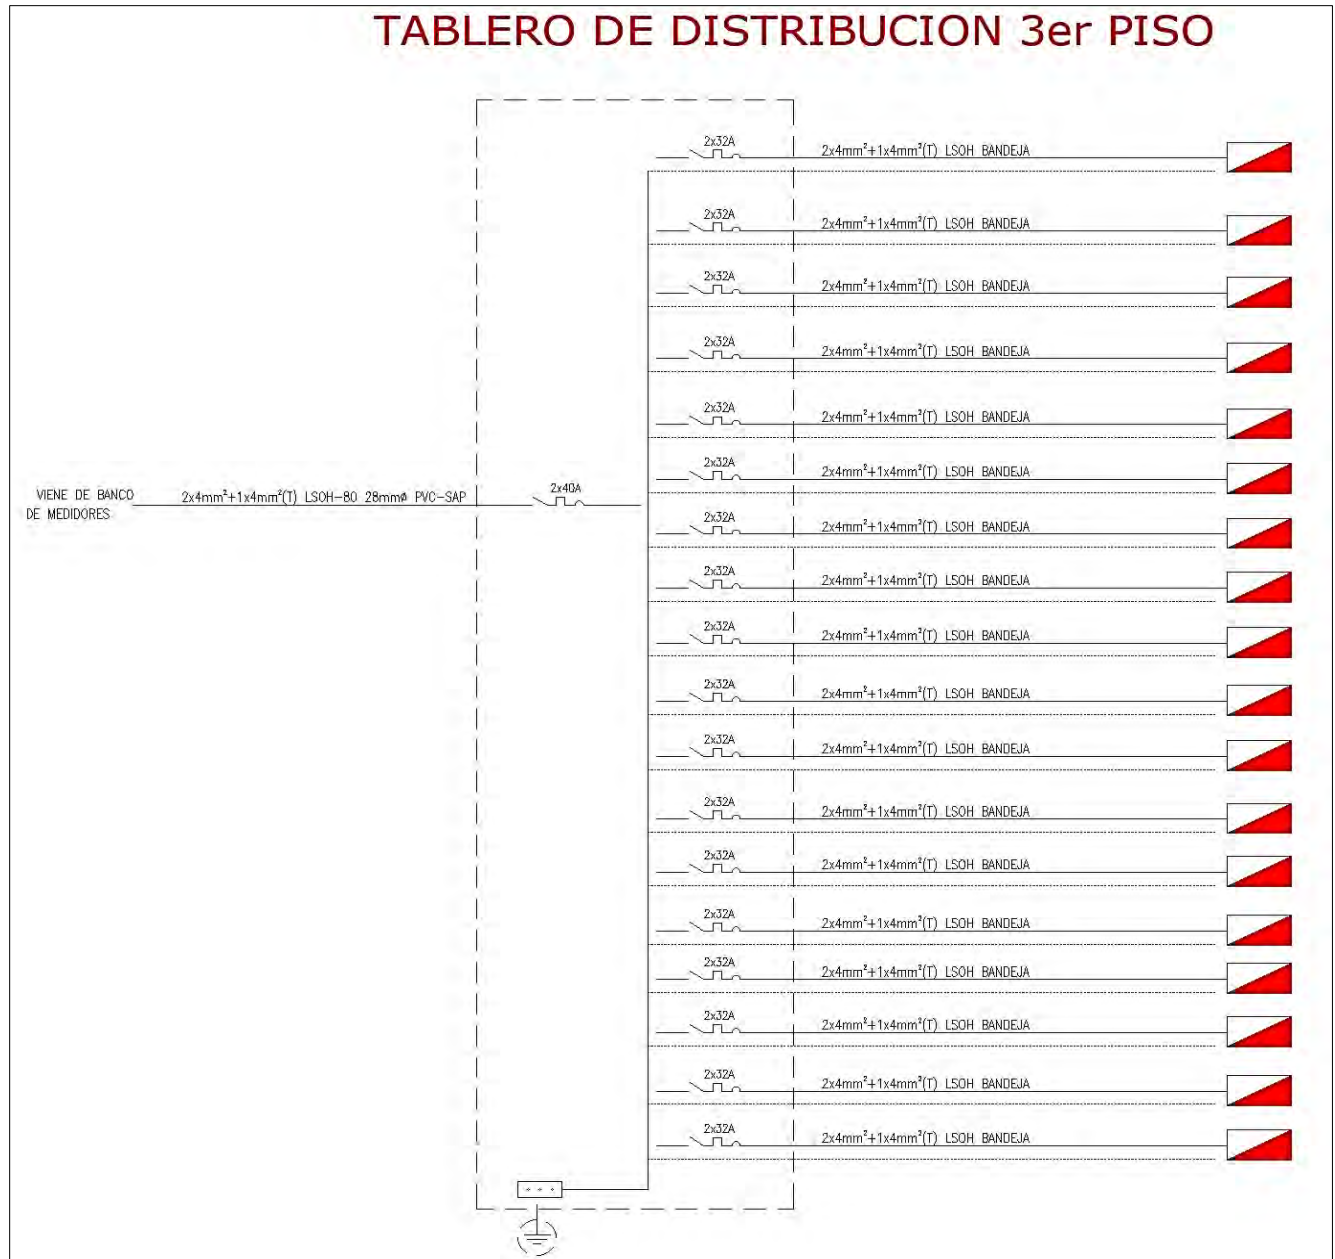 TABLERO DE DISTRIBUCION 3er PISO
2x32A
2x4mm²+1x4mm²(T) LSOH BANDEJA
2x32A
2x4mm²+1x4mm²(T) LSOH BANDEJA
2x32A
2x4mm²+1x4mm²(T) LSOH BANDEJA
2x32A
2x4mm²+1x4mm²(T) LSOH BANDEJA
2x32A
2x4mm²+1x4mm²(T) LSOH BANDEJA
2x32A
2x4mm²+1x4mm²(T) LSOH BANDEJA
VIENE DE BANCO
DE MEDIDORES
2x4mm²+1x4mm²(T) LSOH-80 28mmø PVC-SAP
2x40A
2x32A
2x4mm²+1x4mm²(T) LSOH BANDEJA
2x32A
2x4mm²+1x4mm²(T) LSOH BANDEJA
2x32A
2x4mm²+1x4mm²(T) LSOH BANDEJA
2x32A
2x4mm²+1x4mm²(T) LSOH BANDEJA
2x32A
2x4mm²+1x4mm²(T) LSOH BANDEJA
2x32A
2x4mm²+1x4mm²(T) LSOH BANDEJA
2x32A
2x4mm²+1x4mm²(T) LSOH BANDEJA
2x32A
2x4mm²+1x4mm²(T) LSOH BANDEJA
2x32A
2x4mm²+1x4mm²(T) LSOH BANDEJA
2x32A
2x4mm²+1x4mm²(T) LSOH BANDEJA
2x32A
2x4mm²+1x4mm²(T) LSOH BANDEJA
2x32A
2x4mm²+1x4mm²(T) LSOH BANDEJA